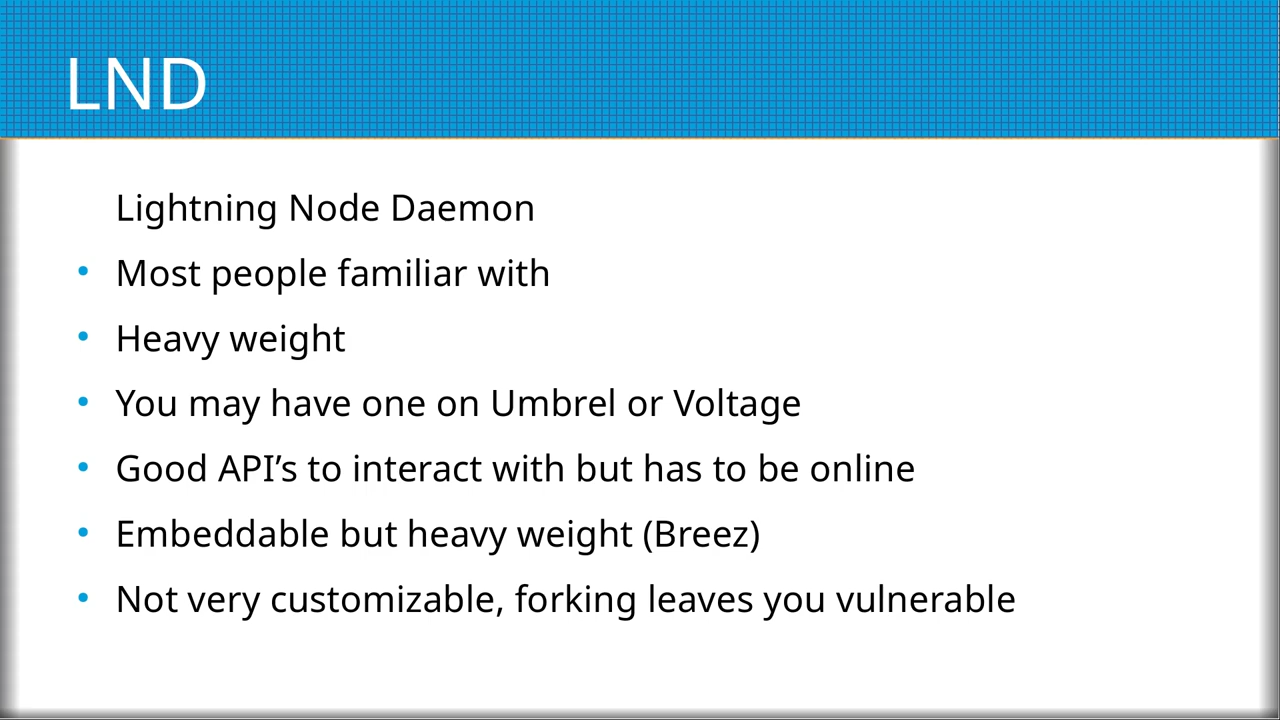 LND
Lightning Node Daemon
• Most people familiar with
• Heavy weight
• You may have one on Umbrel or Voltage
• Good API’s to interact with but has to be online
• Embeddable but heavy weight (Breez)
• Not very customizable, forking leaves you vulnerable